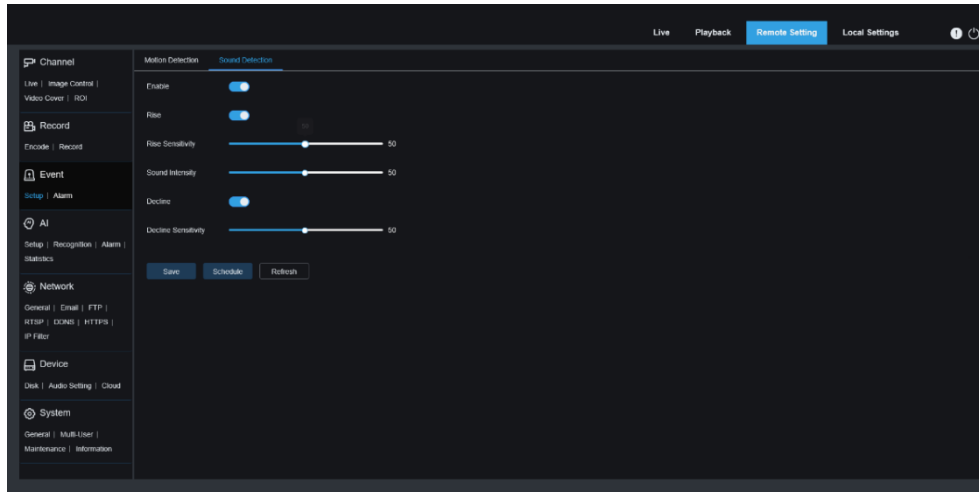 Live Playback Remote Setting Local Settings
Channel
Live | Image Control |
Video Cover | ROI
Record
Encode | Record
Event
Setup | Alarm
AI
Setup | Recognition | Alarm |
Statistics
Network
General | Email | FTP |
RTSP | DDNS | HTTPS |
IP Filter
Device
Disk | Audio Setting | Cloud
System
General | Multi-User |
Maintenance | Information
Motion Detection Sound Detection
Enable
Rise
Rise Sensitivity 50
Sound Intensity 50
Decline
Decline Sensitivity 50
Save Schedule Refresh